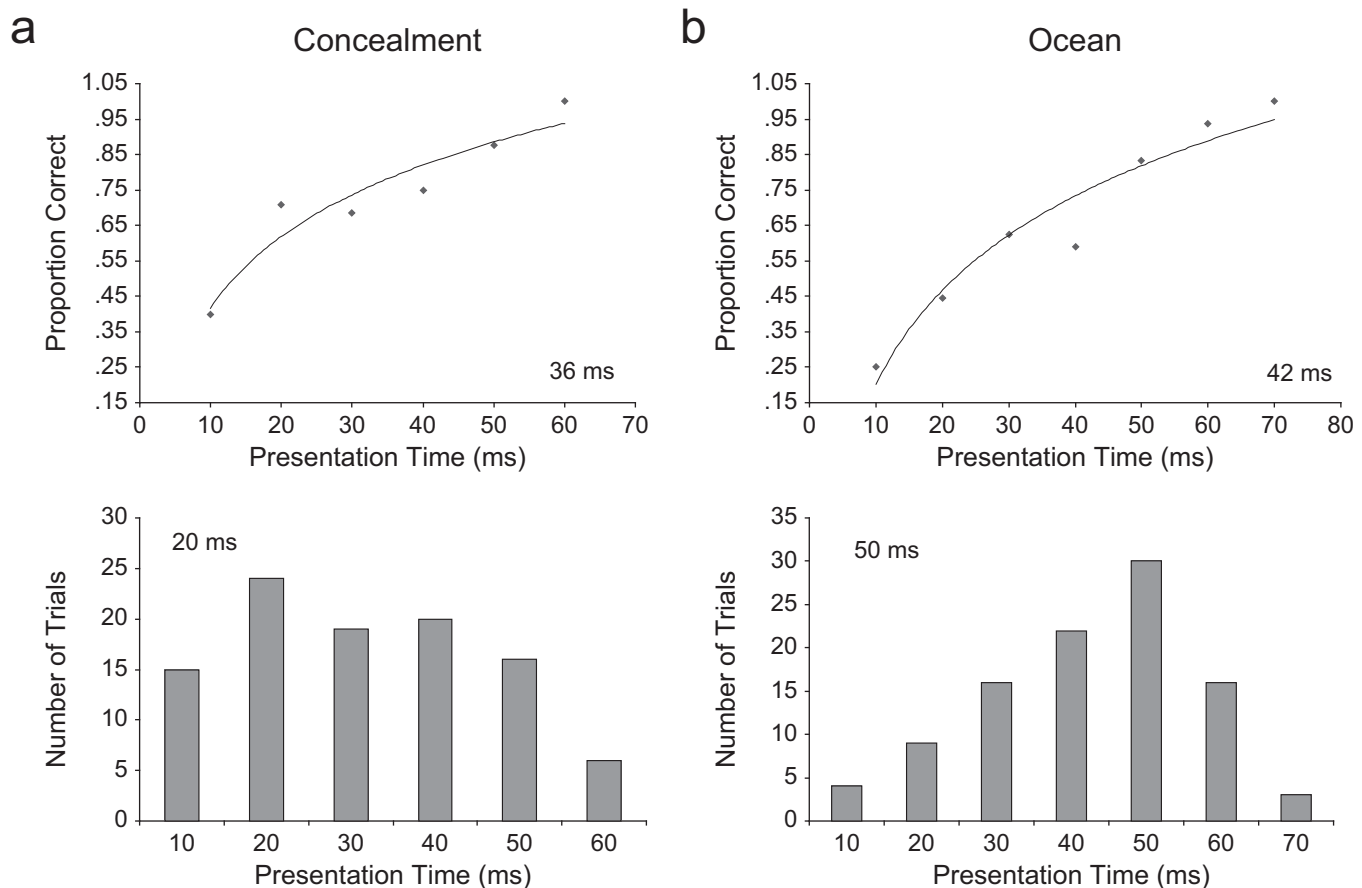 a
Concealment
1.05
.95
.85
.75
.65
.55
.45
.35
.25
.15
Proportion Correct
36 ms
0 10 20 30 40 50 60 70
Presentation Time (ms)
b
Ocean
1.05
.95
.85
.75
.65
.55
.45
.35
.25
.15
Proportion Correct
42 ms
0 10 20 30 40 50 60 70 80
Presentation Time (ms)
30
25
20
15
10
5
0
Number of Trials
20 ms
10 20 30 40 50 60
Presentation Time (ms)
35
30
25
20
15
10
5
0
Number of Trials
50 ms
10 20 30 40 50 60 70
Presentation Time (ms)